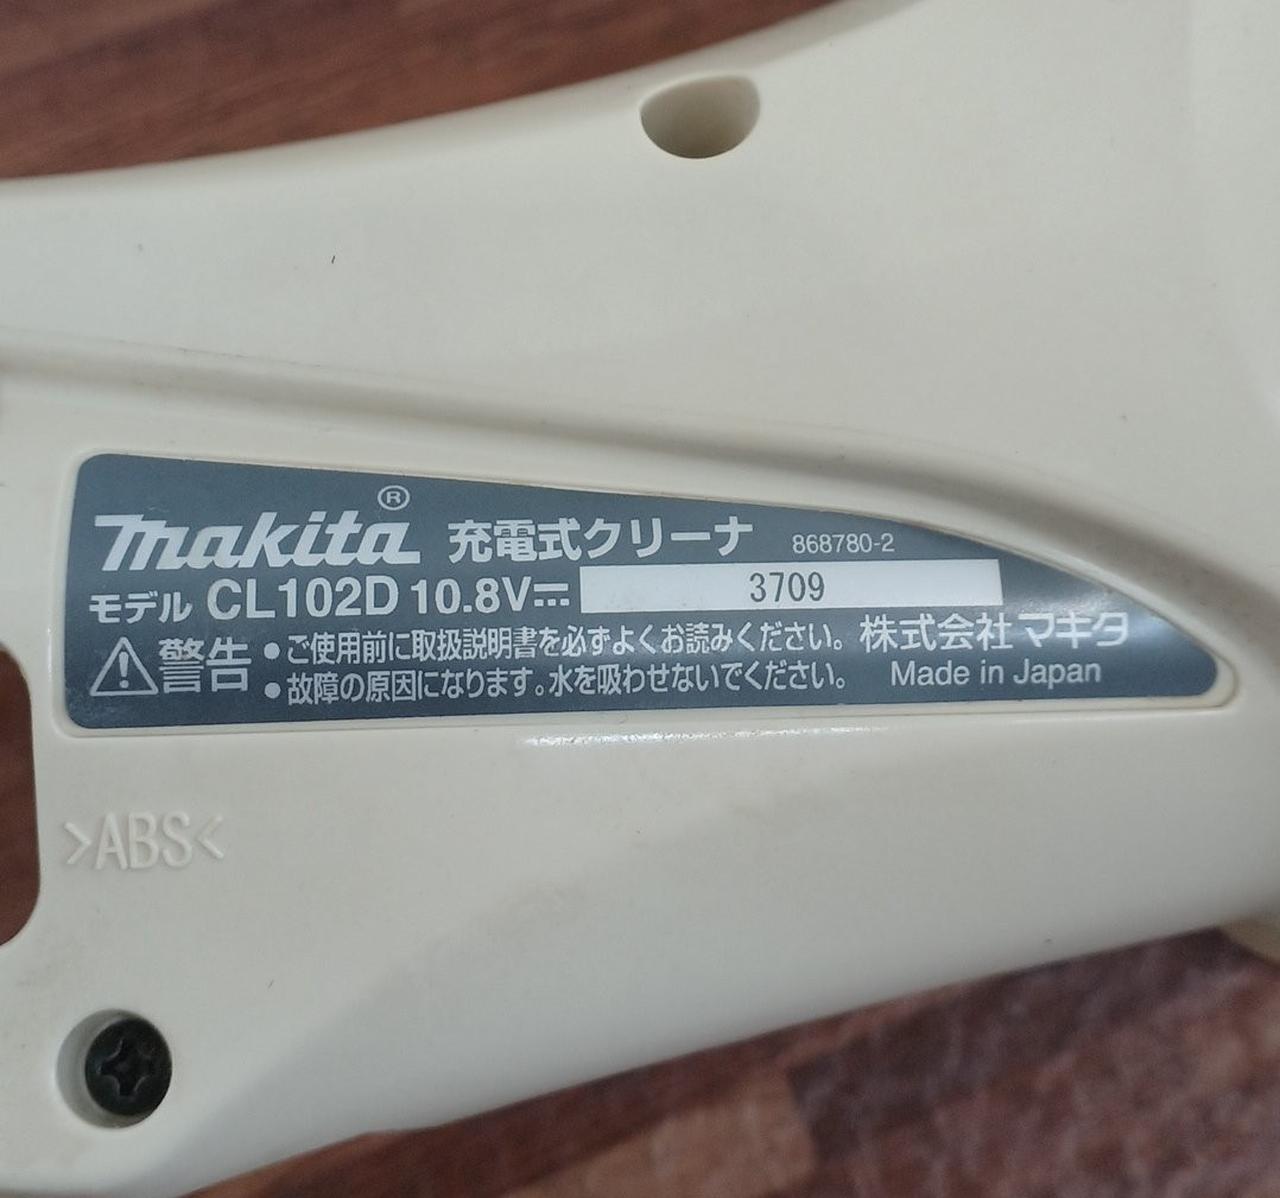 makita® 充電式クリーナ 868780-2
モデル CL102D 10.8V⎓ 3709
⚠警告 ・ご使用前に取扱説明書を必ずよくお読みください。 株式会社マキタ
・故障の原因になります。水を吸わせないでください。 Made in Japan
>ABS<